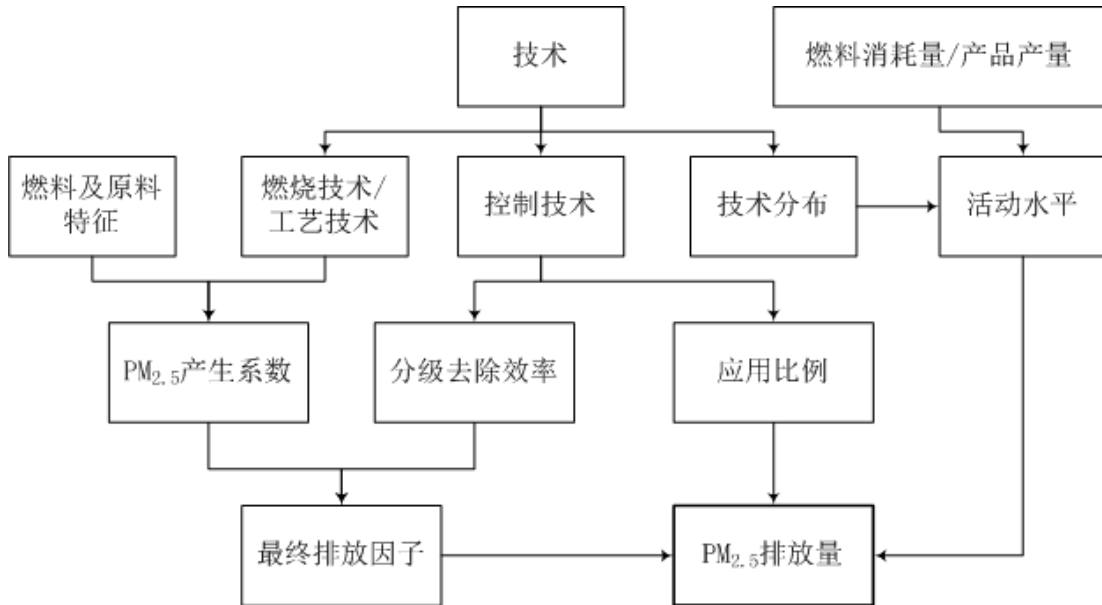 技术
燃料消耗量/产品产量
燃料及原料
特征
燃烧技术/
工艺技术
控制技术
技术分布
活动水平
PM2.5产生系数
分级去除效率
应用比例
最终排放因子
PM2.5排放量